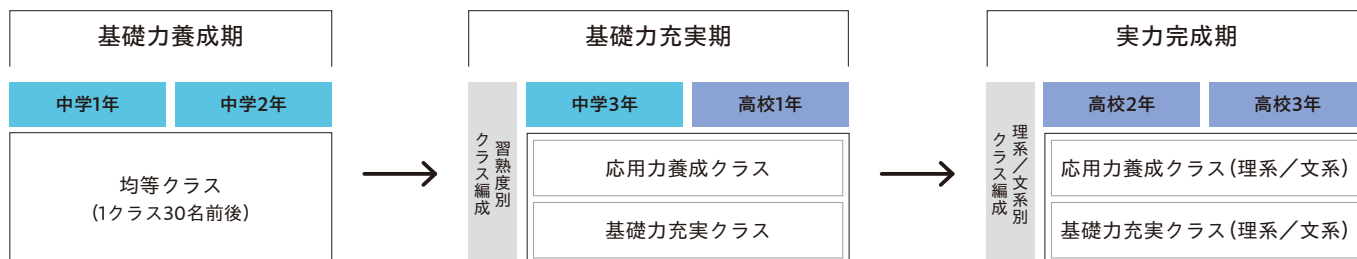 基礎力養成期
中学1年
中学2年
均等クラス
(1クラス30名前後)
基礎力充実期
習熟度別
クラス編成
中学3年
高校1年
応用力養成クラス
基礎力充実クラス
実力完成期
理系／文系別
クラス編成
高校2年
高校3年
応用力養成クラス(理系／文系)
基礎力充実クラス(理系／文系)